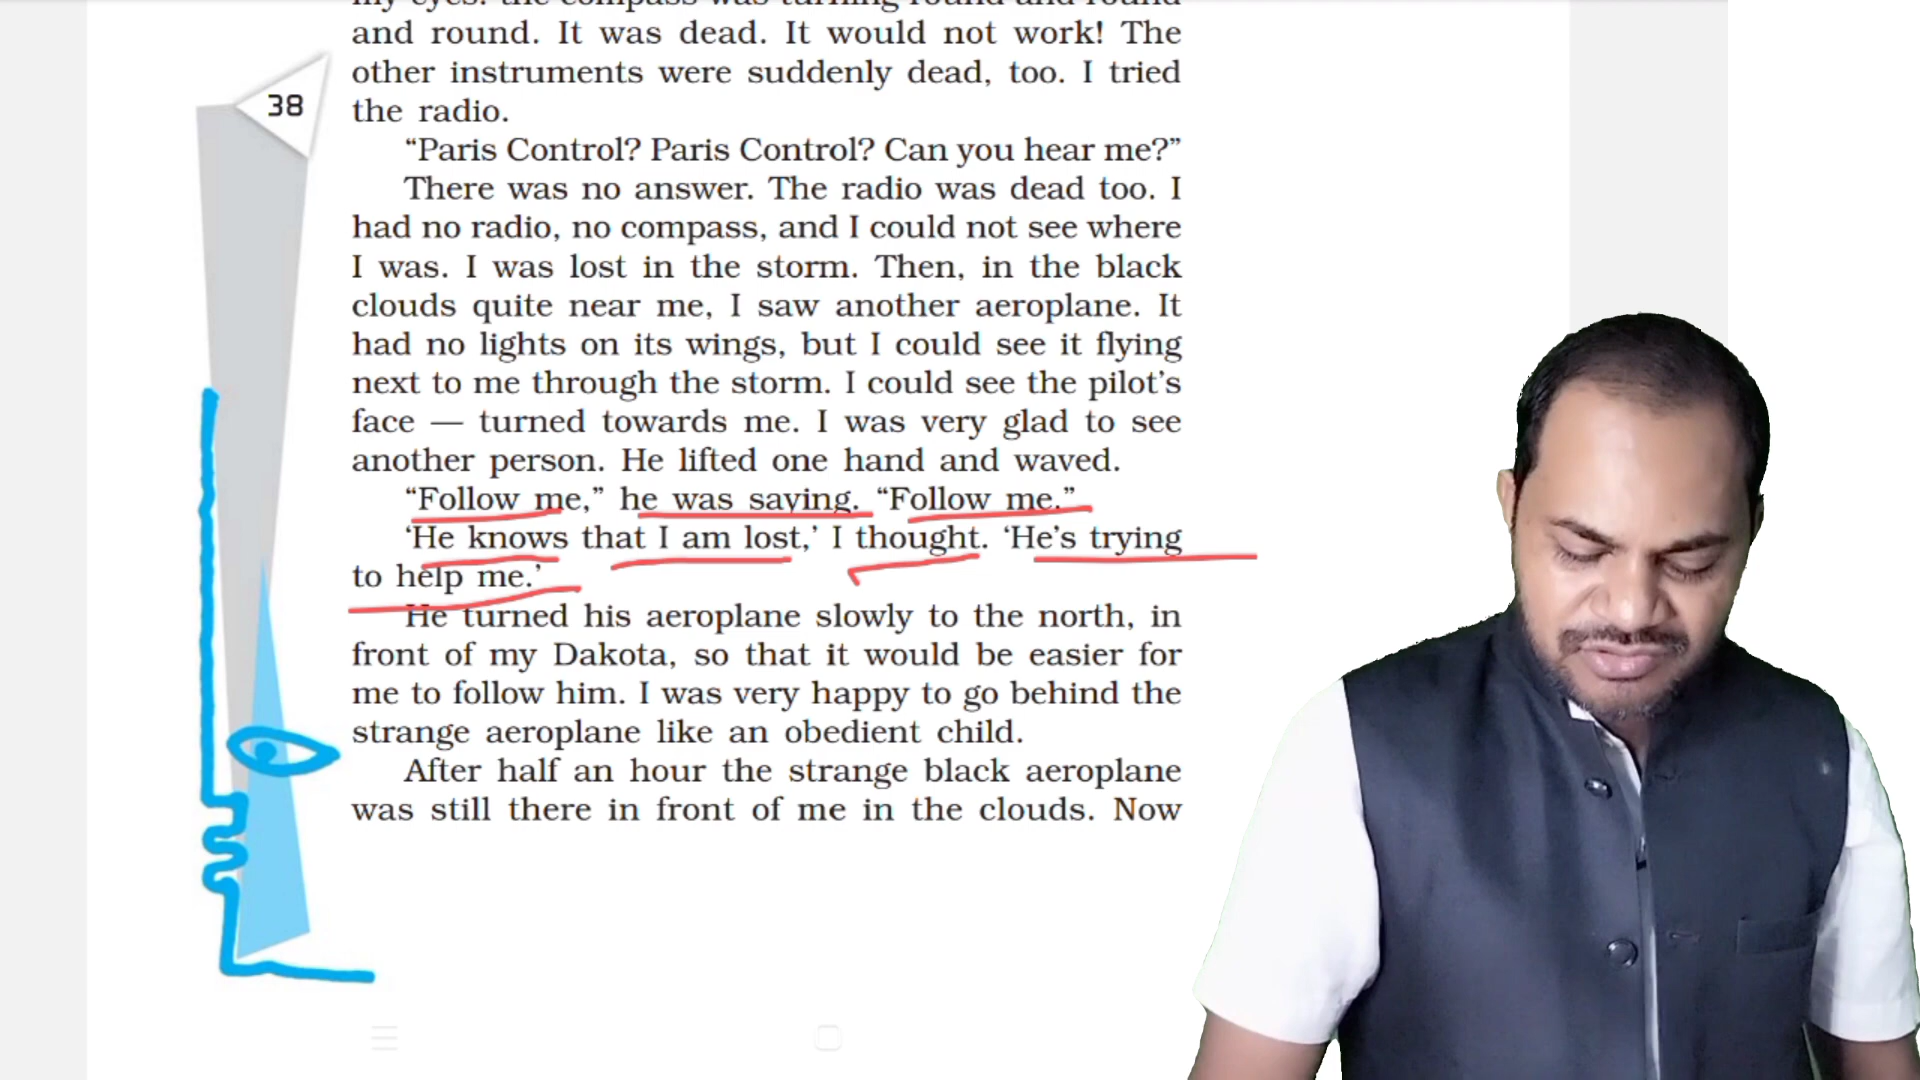 my eyes: the compass was turning round and round
and round. It was dead. It would not work! The
other instruments were suddenly dead, too. I tried
the radio.
38
“Paris Control? Paris Control? Can you hear me?”
There was no answer. The radio was dead too. I
had no radio, no compass, and I could not see where
I was. I was lost in the storm. Then, in the black
clouds quite near me, I saw another aeroplane. It
had no lights on its wings, but I could see it flying
next to me through the storm. I could see the pilot’s
face — turned towards me. I was very glad to see
another person. He lifted one hand and waved.
“Follow me,” he was saying. “Follow me.”
‘He knows that I am lost,’ I thought. ‘He’s trying
to help me.’
He turned his aeroplane slowly to the north, in
front of my Dakota, so that it would be easier for
me to follow him. I was very happy to go behind the
strange aeroplane like an obedient child.
After half an hour the strange black aeroplane
was still there in front of me in the clouds. Now